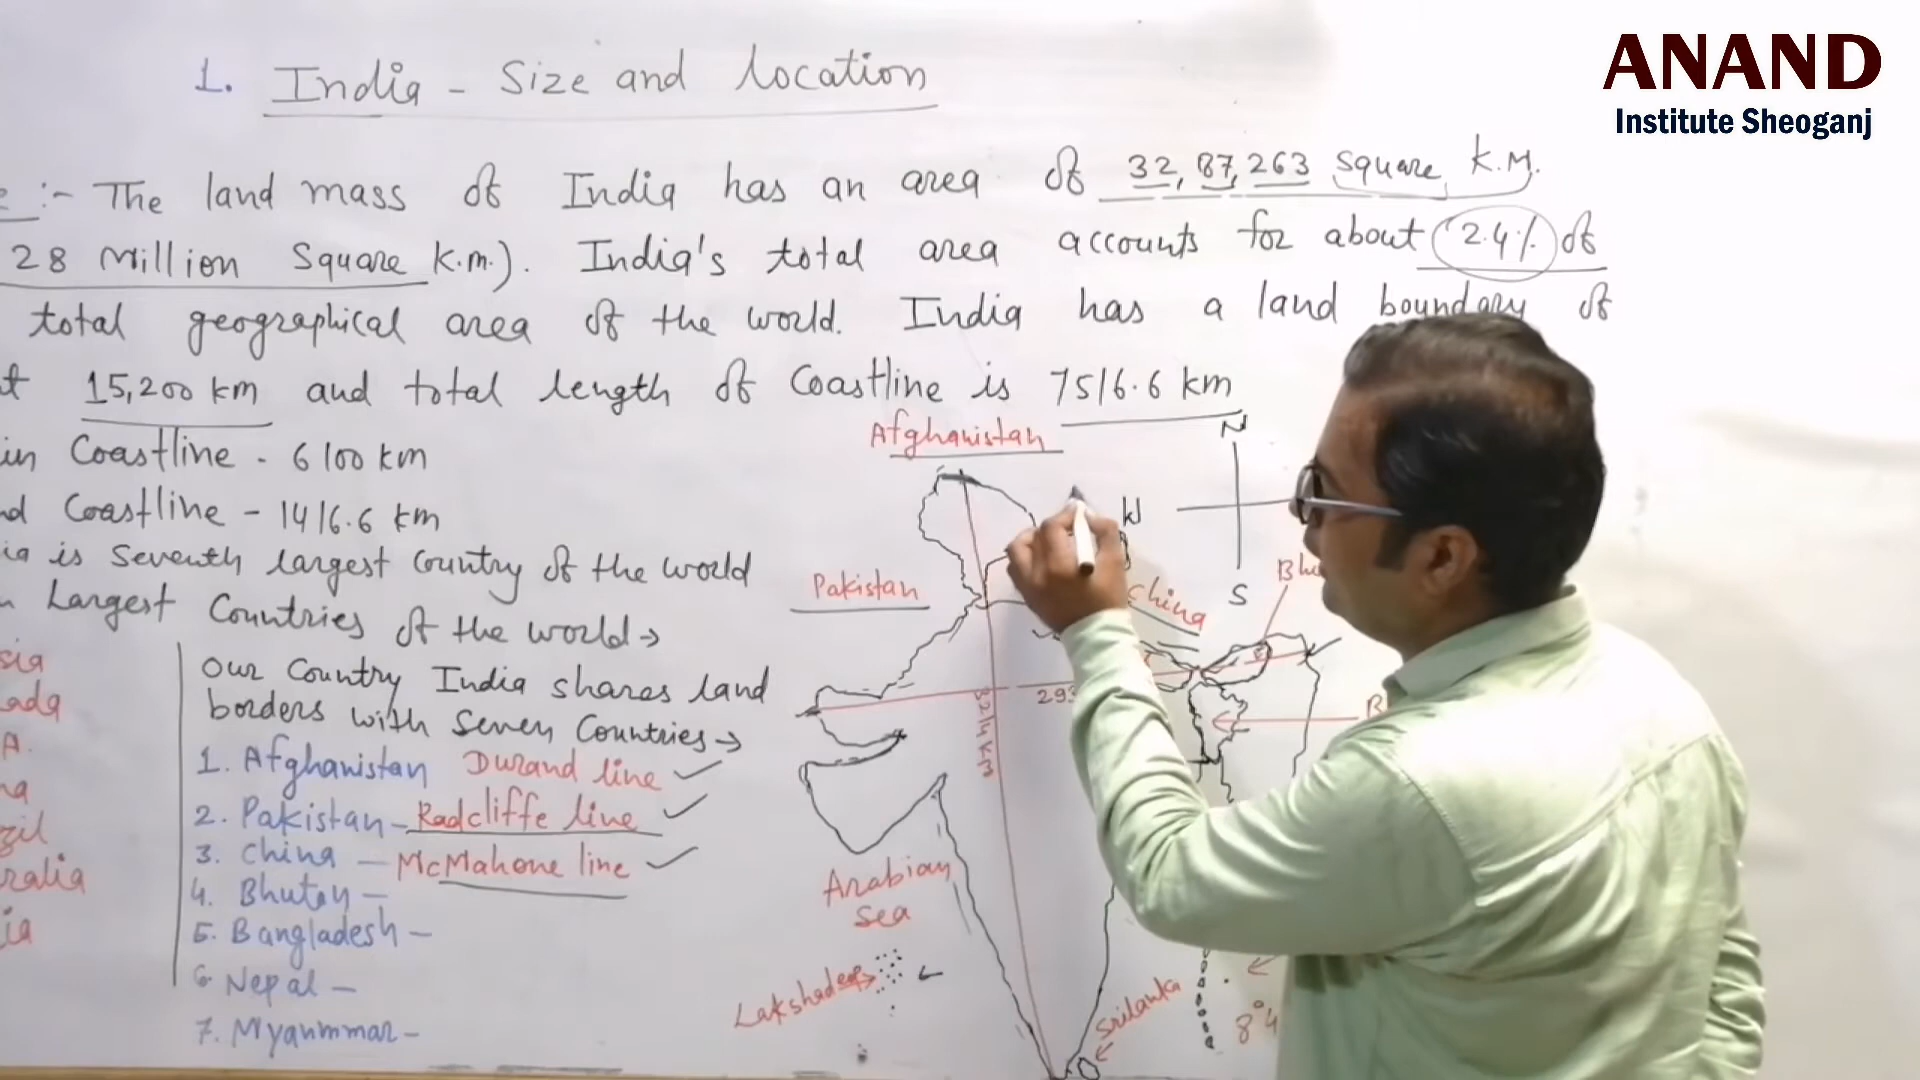 ANAND
Institute Sheoganj
1. India - Size and location
:- The land mass of India has an area of 32,87,263 square K.M.
28 Million Square K.m.). India's total area accounts for about 2.4% of
total geographical area of the world. India has a land boundary of
15,200 km and total length of Coastline is 7516.6 km
Coastline - 6100 km
Coastline - 1416.6 km
is Seventh largest Country of the world
Largest Countries of the world→
our Country India shares land
borders with Seven Countries→
1. Afghanistan Durand line
2. Pakistan - Radcliffe line
3. China - McMahone line
4. Bhutan -
5. Bangladesh -
6. Nepal -
7. Myanmmar -
Afghanistan
Pakistan
N
W
S
China
3214 km
293
Arabian
Sea
Lakshadeep
Srilanka
8°4